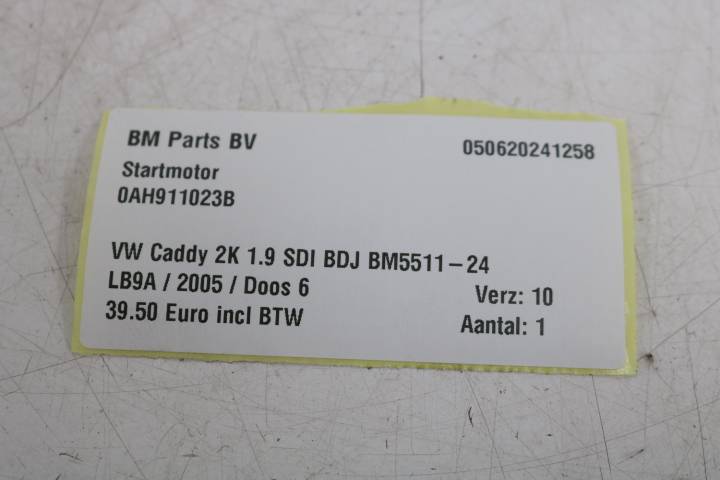 BM Parts BV 050620241258
Startmotor
0AH911023B
VW Caddy 2K 1.9 SDI BDJ BM5511-24
LB9A / 2005 / Doos 6 Verz: 10
39.50 Euro incl BTW Aantal: 1